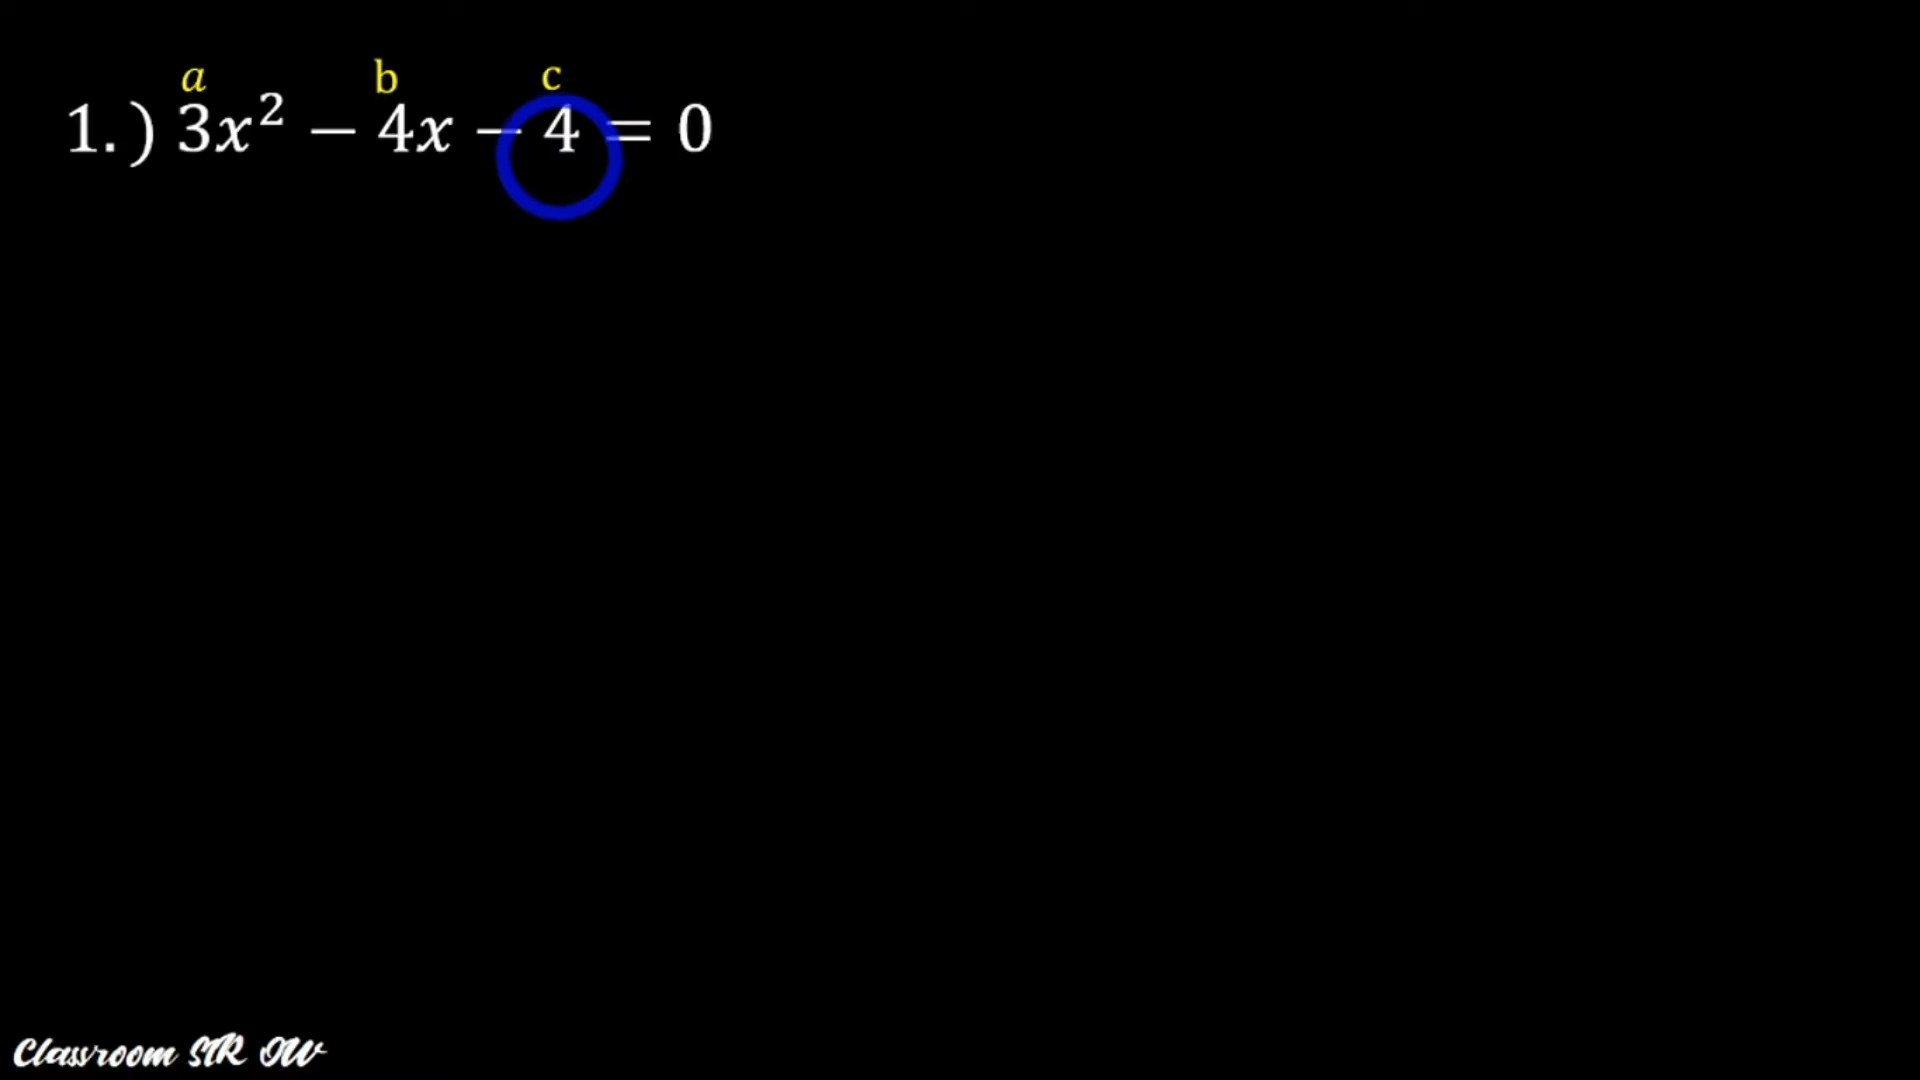 a b c
1.) 3x² − 4x − 4 = 0
Classroom STR OW